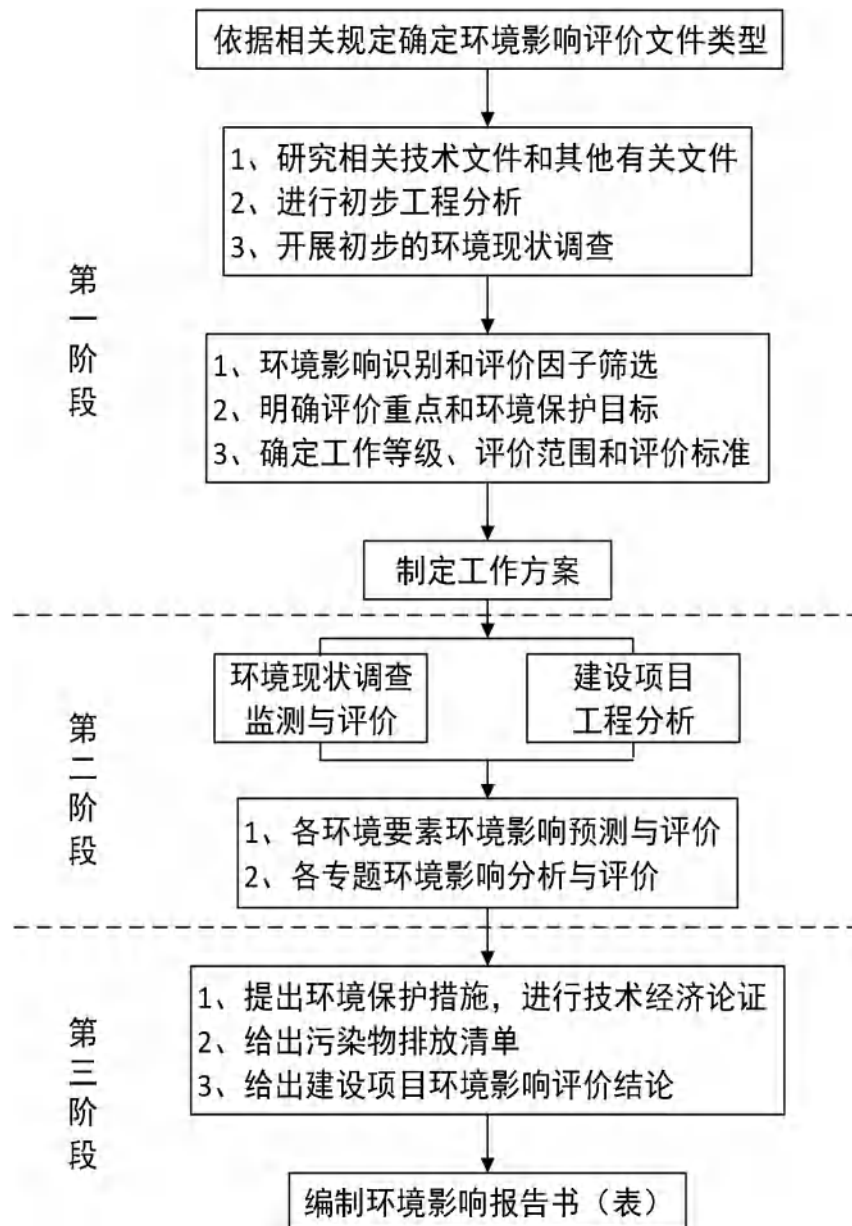 依据相关规定确定环境影响评价文件类型
1、研究相关技术文件和其他有关文件
2、进行初步工程分析
3、开展初步的环境现状调查
第一阶段
1、环境影响识别和评价因子筛选
2、明确评价重点和环境保护目标
3、确定工作等级、评价范围和评价标准
制定工作方案
环境现状调查
监测与评价
建设项目
工程分析
第二阶段
1、各环境要素环境影响预测与评价
2、各专题环境影响分析与评价
第三阶段
1、提出环境保护措施，进行技术经济论证
2、给出污染物排放清单
3、给出建设项目环境影响评价结论
编制环境影响报告书（表）